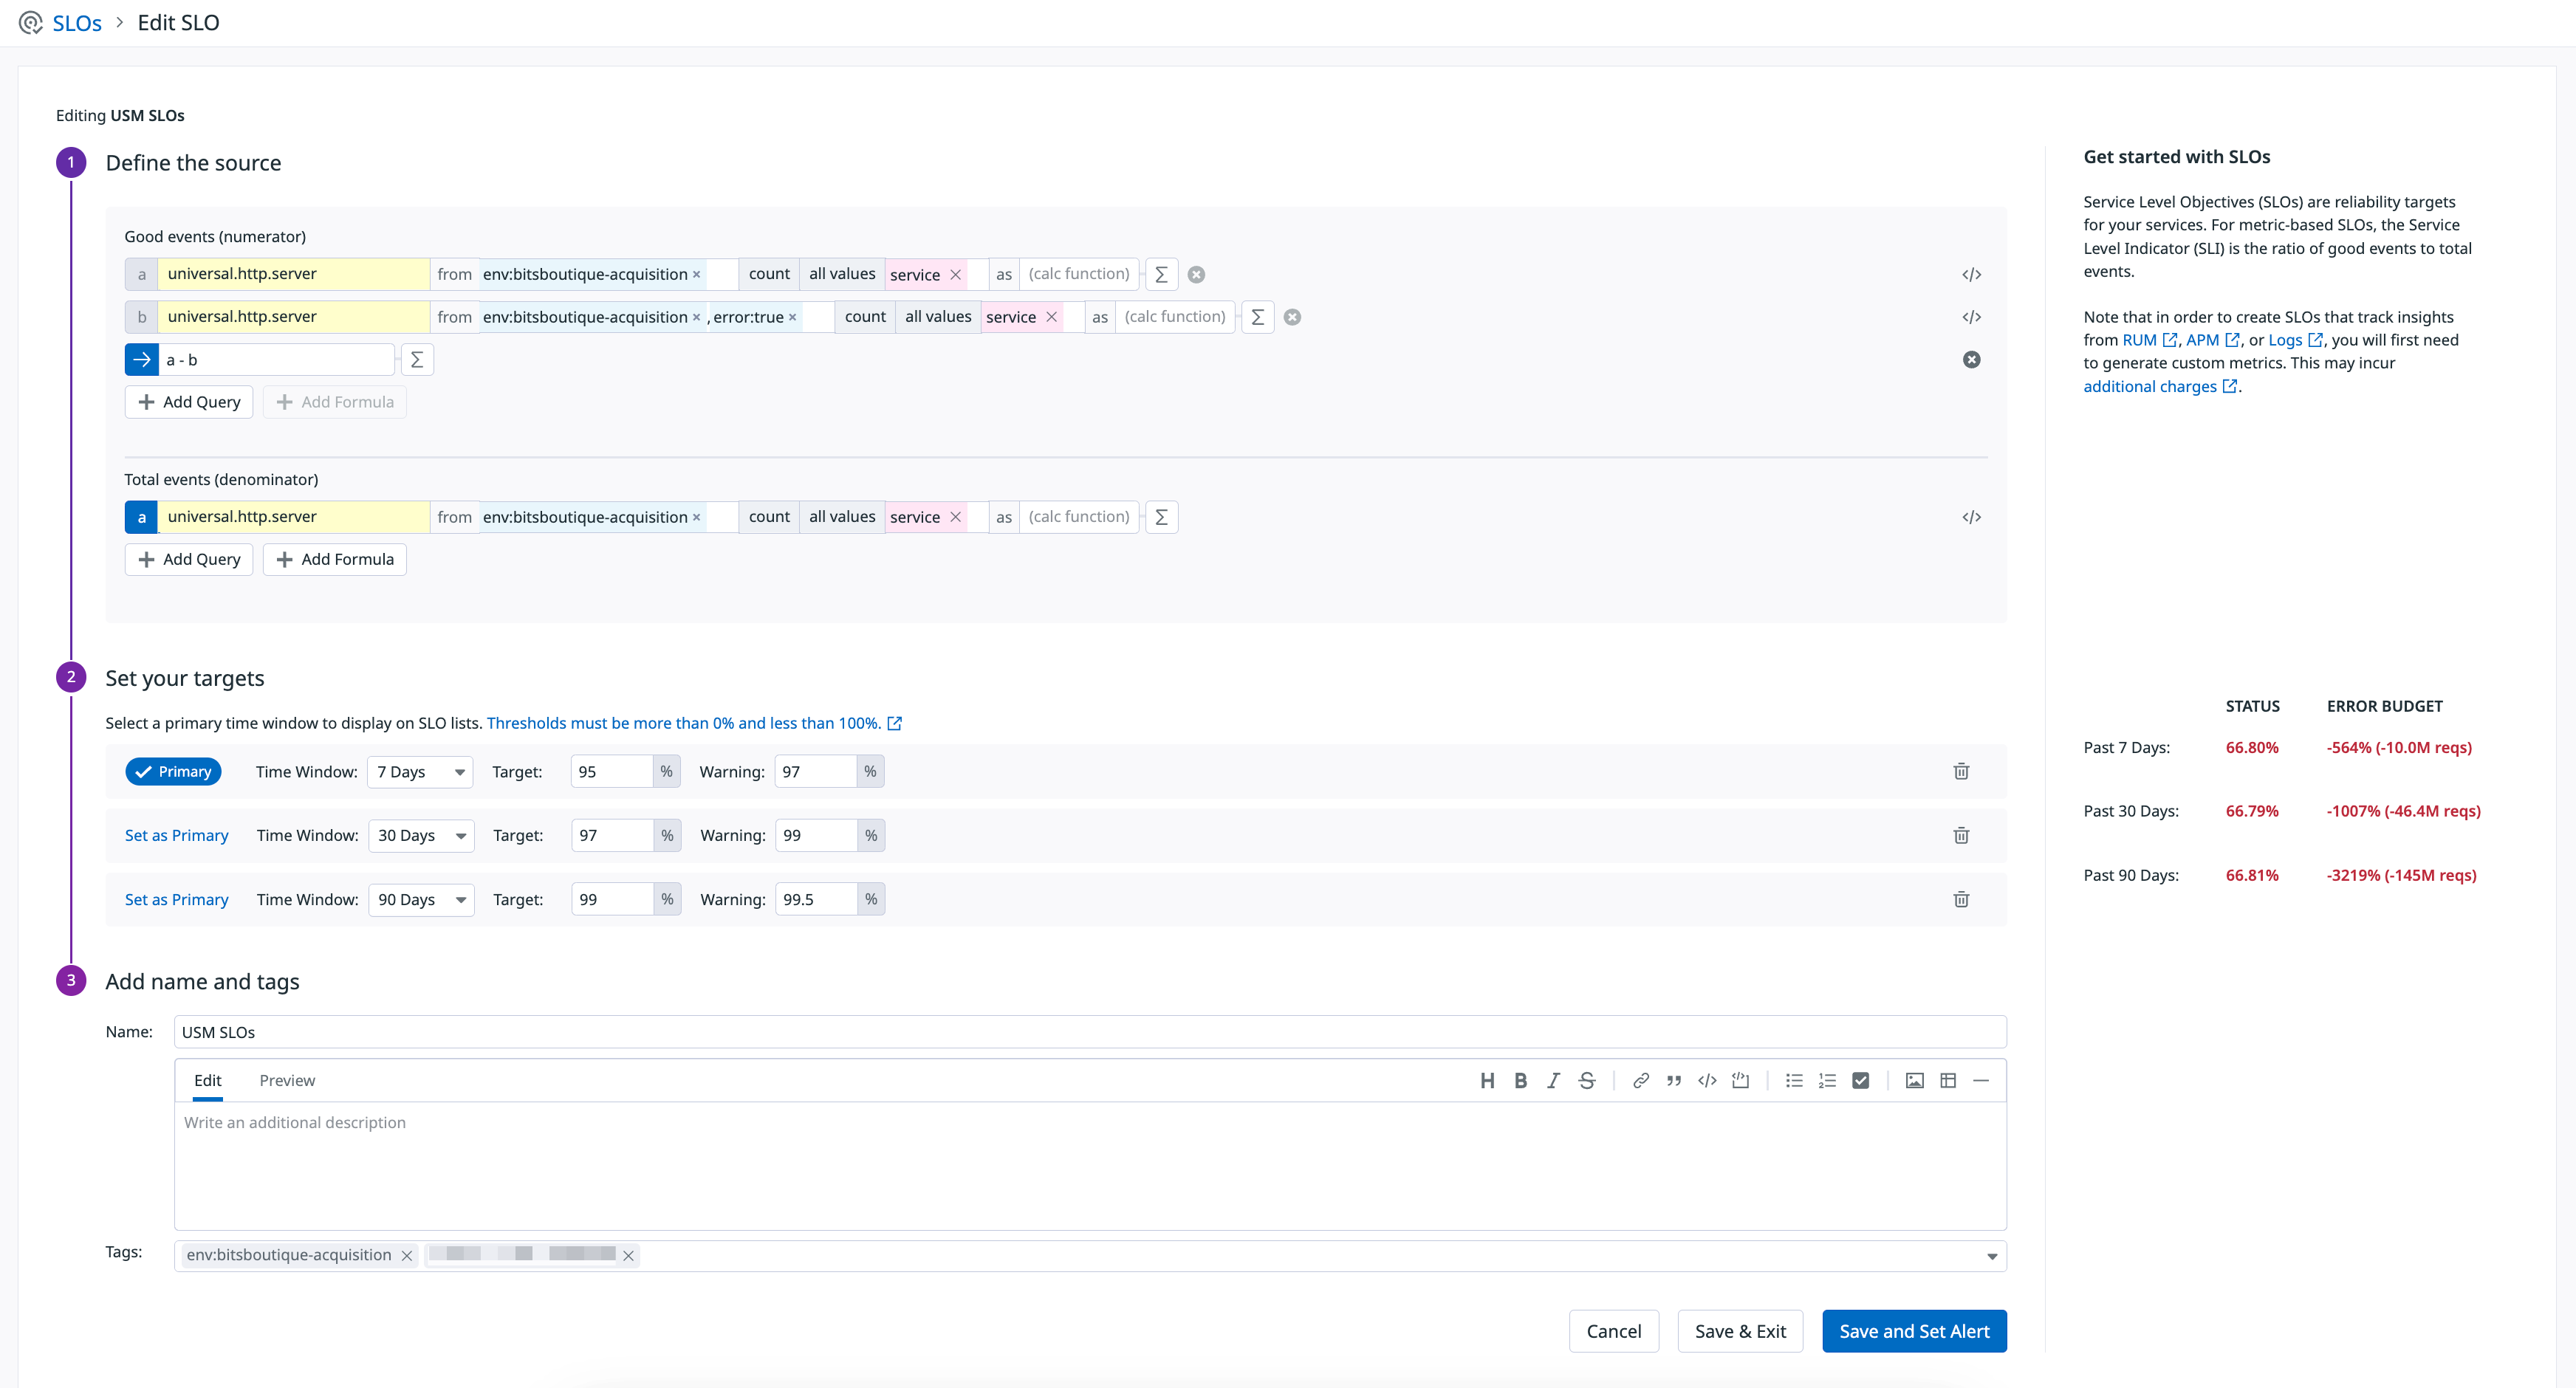 SLOs > Edit SLO
Editing USM SLOs
1 Define the source
Good events (numerator)
a universal.http.server from env:bitsboutique-acquisition × count all values service × as (calc function) Σ
b universal.http.server from env:bitsboutique-acquisition × , error:true × count all values service × as (calc function) Σ </>
→ a - b Σ
+ Add Query + Add Formula
Total events (denominator)
a universal.http.server from env:bitsboutique-acquisition × count all values service × as (calc function) Σ </>
+ Add Query + Add Formula
2 Set your targets
Select a primary time window to display on SLO lists. Thresholds must be more than 0% and less than 100%.
Primary Time Window: 7 Days Target: 95 % Warning: 97 %
Set as Primary Time Window: 30 Days Target: 97 % Warning: 99 %
Set as Primary Time Window: 90 Days Target: 99 % Warning: 99.5 %
3 Add name and tags
Name: USM SLOs
Edit Preview H B I S
Write an additional description
Tags: env:bitsboutique-acquisition ×
Cancel Save & Exit Save and Set Alert
Get started with SLOs
Service Level Objectives (SLOs) are reliability targets
for your services. For metric-based SLOs, the Service
Level Indicator (SLI) is the ratio of good events to total
events.
Note that in order to create SLOs that track insights
from RUM, APM, or Logs, you will first need
to generate custom metrics. This may incur
additional charges.
STATUS ERROR BUDGET
Past 7 Days: 66.80% -564% (-10.0M reqs)
Past 30 Days: 66.79% -1007% (-46.4M reqs)
Past 90 Days: 66.81% -3219% (-145M reqs)